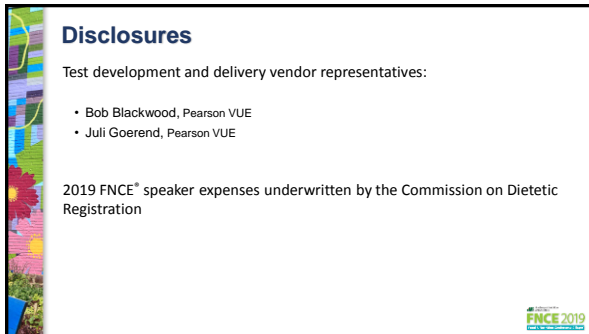 Disclosures
Test development and delivery vendor representatives:
• Bob Blackwood, Pearson VUE
• Juli Goerend, Pearson VUE
2019 FNCE® speaker expenses underwritten by the Commission on Dietetic
Registration
FNCE 2019